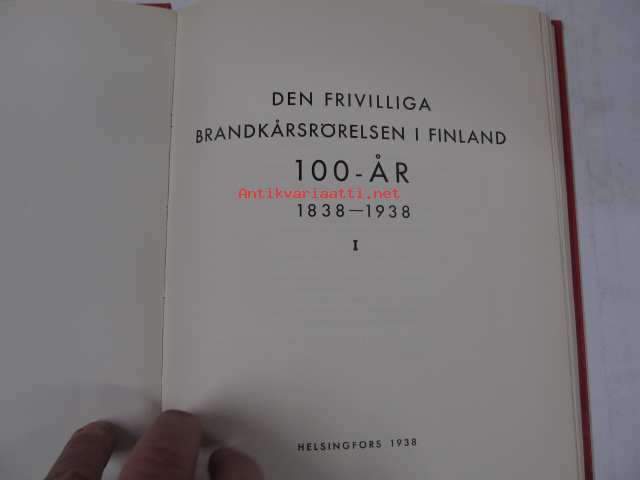 DEN FRIVILLIGA
BRANDKÅRSRÖRELSEN I FINLAND
100-ÅR
Antikvariaatti.net
1838—1938
I
HELSINGFORS 1938